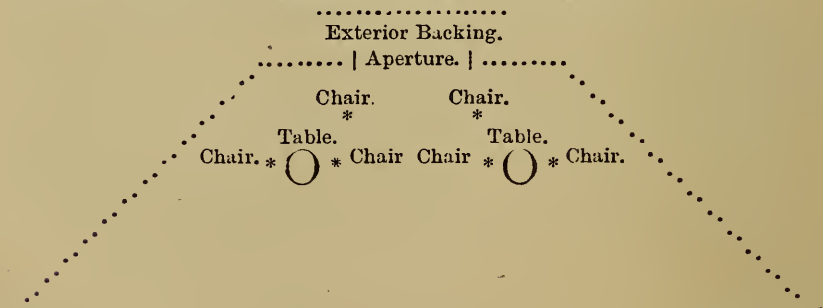 Exterior Backing.
| Aperture. |
Chair. Chair.
* *
Table. Table.
Chair. * O * Chair Chair * O * Chair.